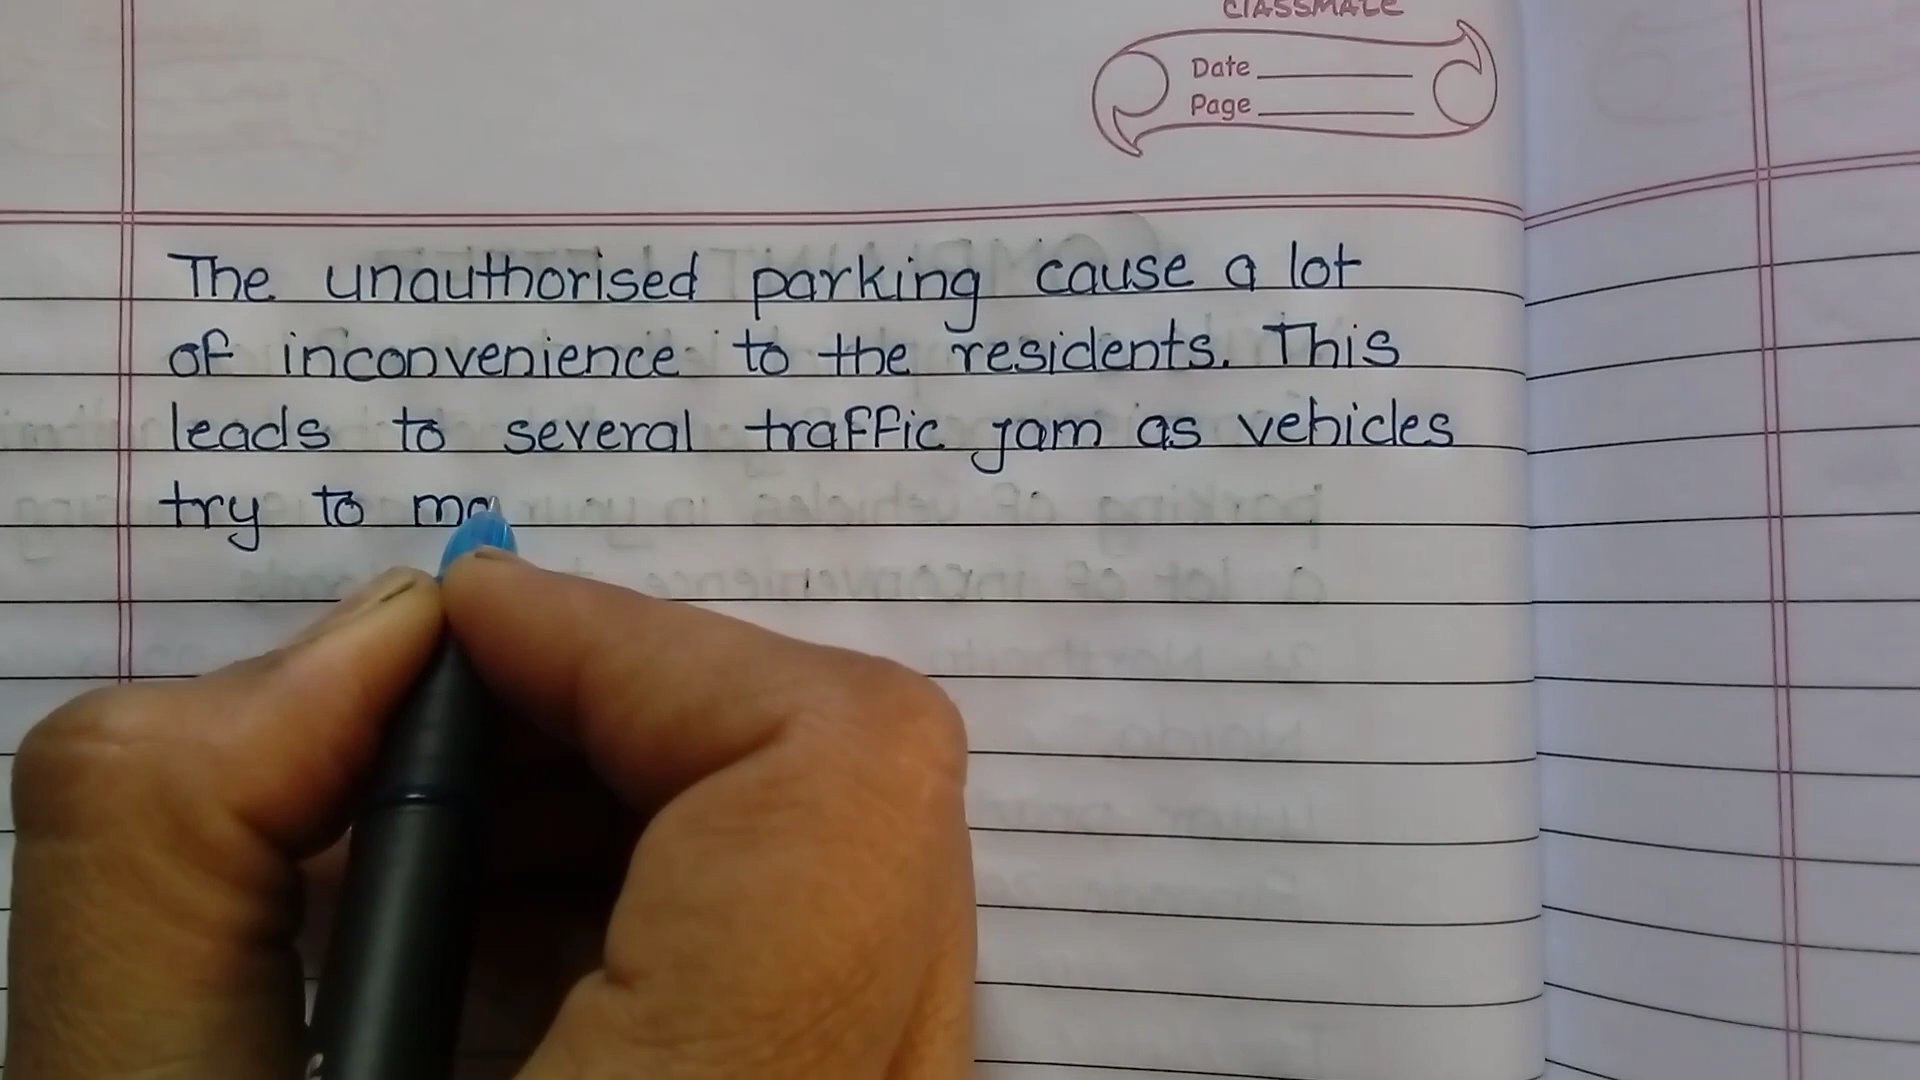 classmate
Date
Page
The unauthorised parking cause a lot
of inconvenience to the residents. This
leads to several traffic jam as vehicles
try to ma